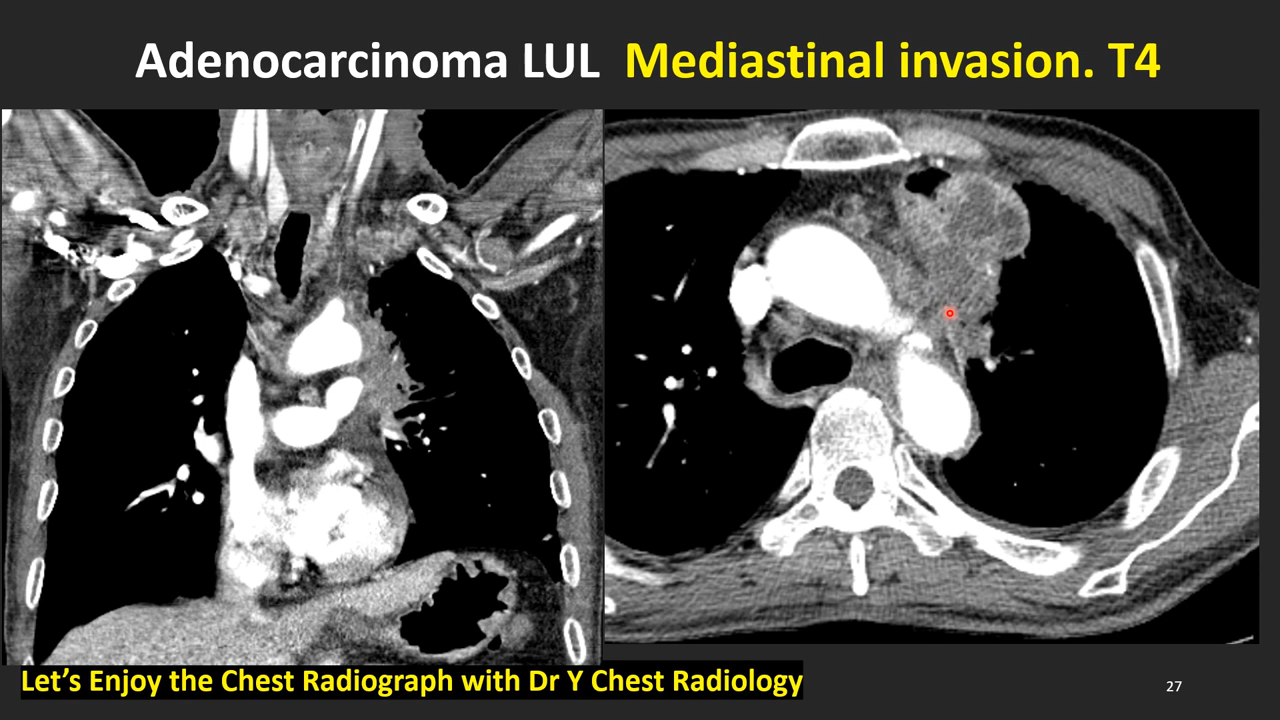 Adenocarcinoma LUL Mediastinal invasion. T4
Let's Enjoy the Chest Radiograph with Dr Y Chest Radiology
27